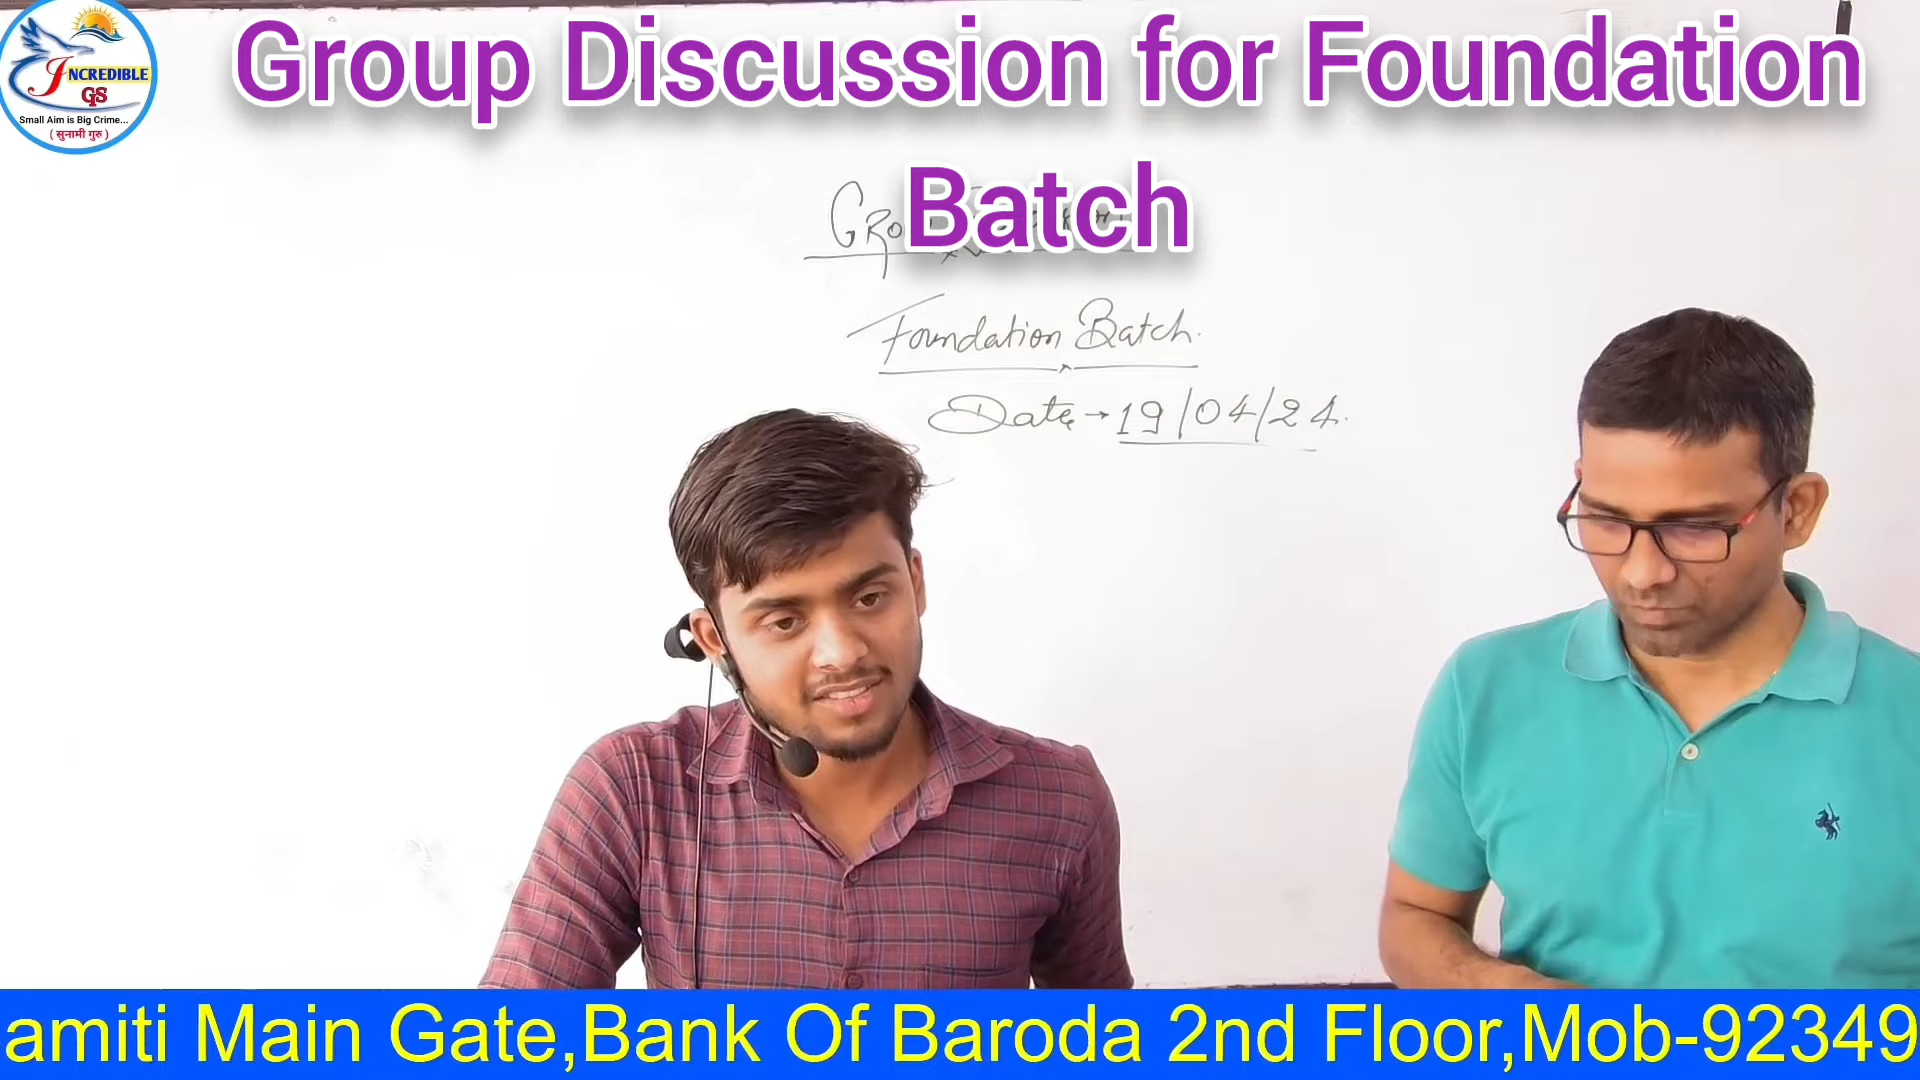 INCREDIBLE
GS
Small Aim is Big Crime...
( सुनामी गुरु )
Group Discussion for Foundation
Batch
Foundation Batch.
Date → 19/04/24.
amiti Main Gate,Bank Of Baroda 2nd Floor,Mob-92349